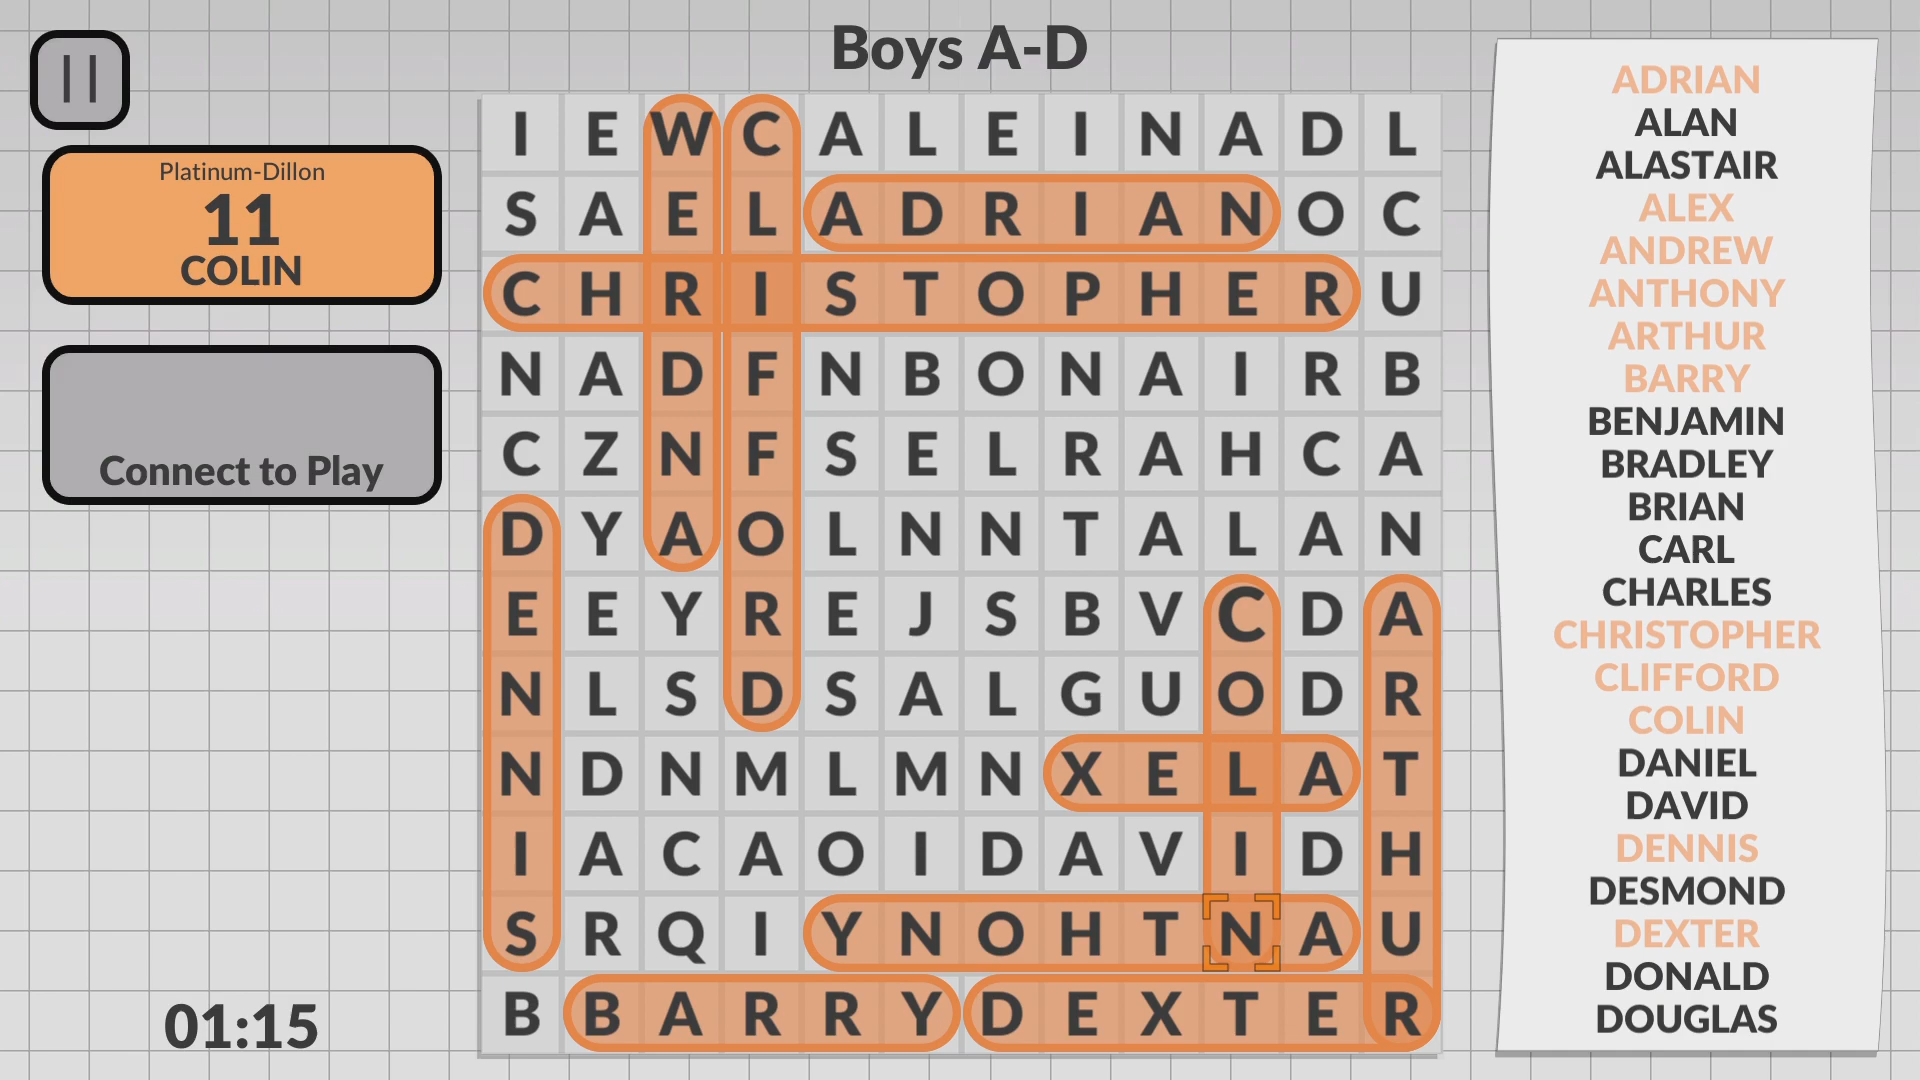 Boys A-D
Platinum-Dillon
11
COLIN
Connect to Play
01:15
I E W C A L E I N A D L
S A E L A D R I A N O C
C H R I S T O P H E R U
N A D F N B O N A I R B
C Z N F S E L R A H C A
D Y A O L N N T A L A N
E E Y R E J S B V C D A
N L S D S A L G U O D R
N D N M L M N X E L A T
I A C A O I D A V I D H
S R Q I Y N O H T N A U
B B A R R Y D E X T E R
ADRIAN
ALAN
ALASTAIR
ALEX
ANDREW
ANTHONY
ARTHUR
BARRY
BENJAMIN
BRADLEY
BRIAN
CARL
CHARLES
CHRISTOPHER
CLIFFORD
COLIN
DANIEL
DAVID
DENNIS
DESMOND
DEXTER
DONALD
DOUGLAS